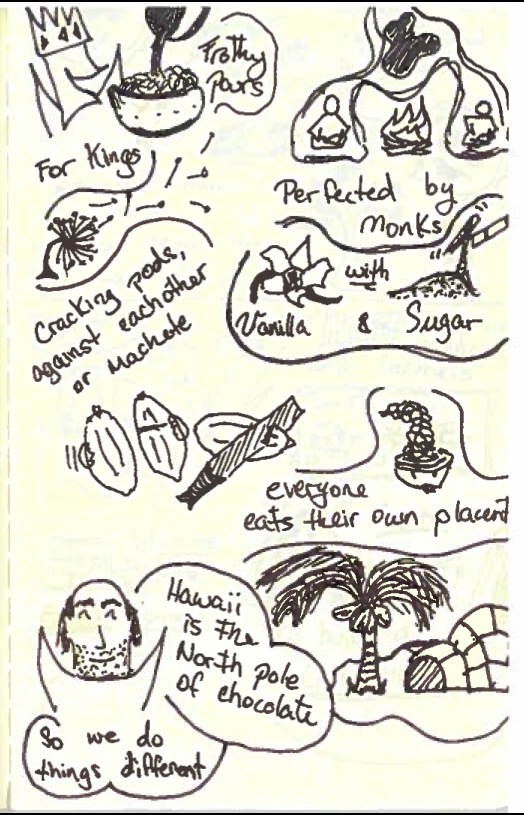 Frothy
Pours
For Kings
Perfected by
Monks
with
Vanilla & Sugar
Cracking pods,
against eachother
or Machete
everyone
eats their own placent
Hawaii
is the
North pole
of chocolate
So we do
things different